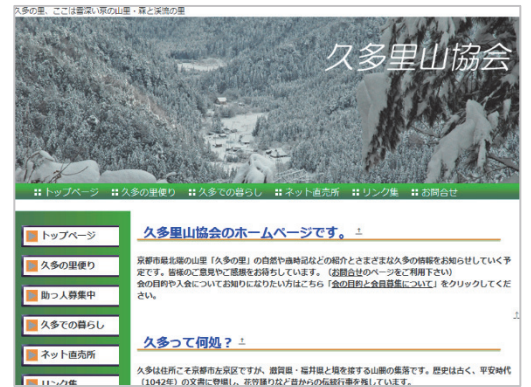 久多の里、ここは雪深い京の山里・森と渓流の里
久多里山協会
トップページ 久多の里便り 久多での暮らし ネット直売所 リンク集 お問合せ
トップページ
久多の里便り
助っ人募集中
久多での暮らし
ネット直売所
リンク集
久多里山協会のホームページです。
京都市最北端の山里「久多の里」の自然や歳時記などの紹介とさまざまな久多の情報をお知らせしていく予
定です。皆様のご意見やご感想をお待ちしています。（お問合せのページをご利用下さい）
会の目的や入会についてお知りになりたい方はこちら「会の目的と会員募集について」をクリックしてくだ
さい。
久多って何処？
久多は住所こそ京都市左京区ですが、滋賀県・福井県と境を接する山間の集落です。歴史は古く、平安時代
（1042年）の文書に登場し、花笠踊りなど昔からの伝統行事を残しています。